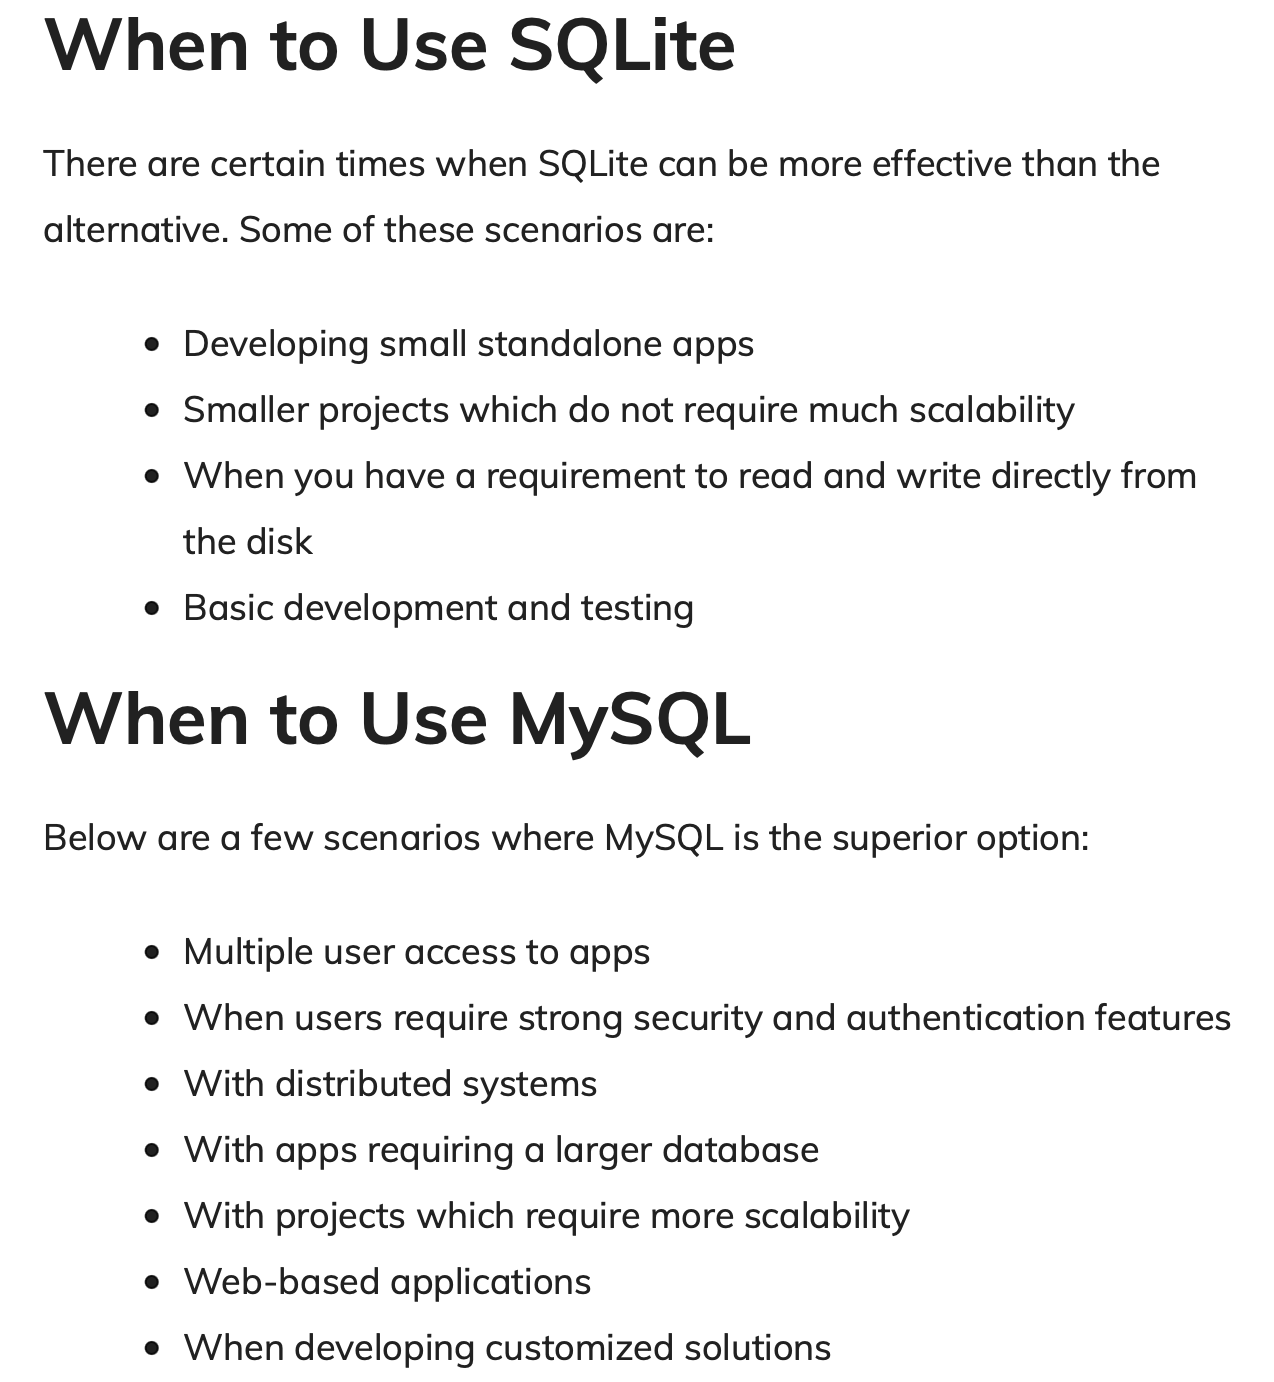 When to Use SQLite
There are certain times when SQLite can be more effective than the
alternative. Some of these scenarios are:
• Developing small standalone apps
• Smaller projects which do not require much scalability
• When you have a requirement to read and write directly from
the disk
• Basic development and testing
When to Use MySQL
Below are a few scenarios where MySQL is the superior option:
• Multiple user access to apps
• When users require strong security and authentication features
• With distributed systems
• With apps requiring a larger database
• With projects which require more scalability
• Web-based applications
• When developing customized solutions